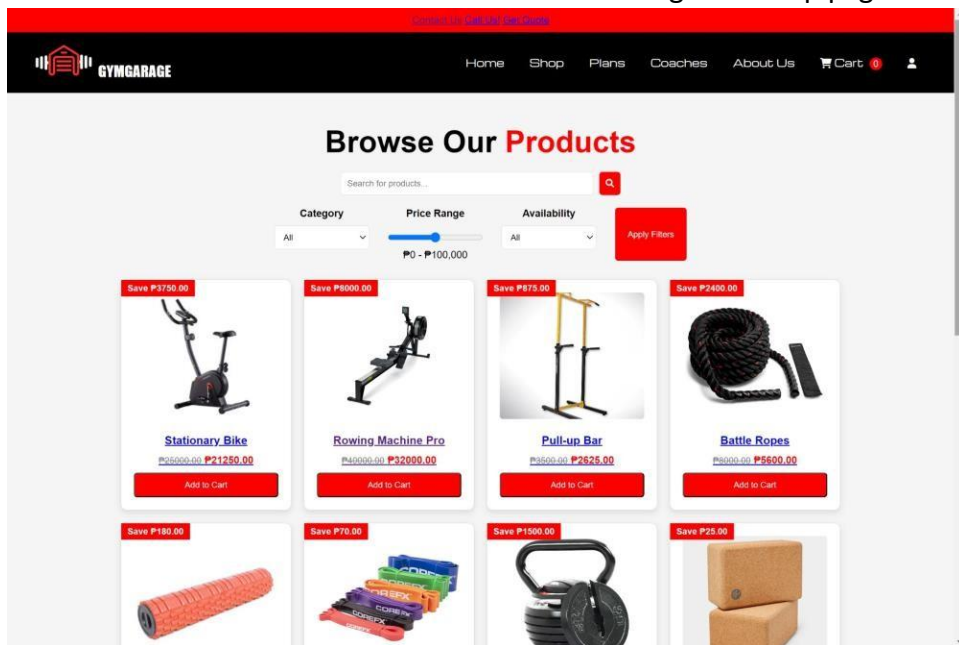 Contact Us Call Us! Get Quote
GYMGARAGE
Home Shop Plans Coaches About Us Cart 0
Browse Our Products
Search for products...
Category Price Range Availability
All All Apply Filters
₱0 - ₱100,000
Save ₱3750.00 Save ₱8000.00 Save ₱875.00 Save ₱2400.00
Stationary Bike Rowing Machine Pro Pull-up Bar Battle Ropes
₱25000.00 ₱21250.00 ₱40000.00 ₱32000.00 ₱3500.00 ₱2625.00 ₱8000.00 ₱5600.00
Add to Cart Add to Cart Add to Cart Add to Cart
Save ₱180.00 Save ₱70.00 Save ₱1500.00 Save ₱25.00
COREFX
COREFX
COREFX